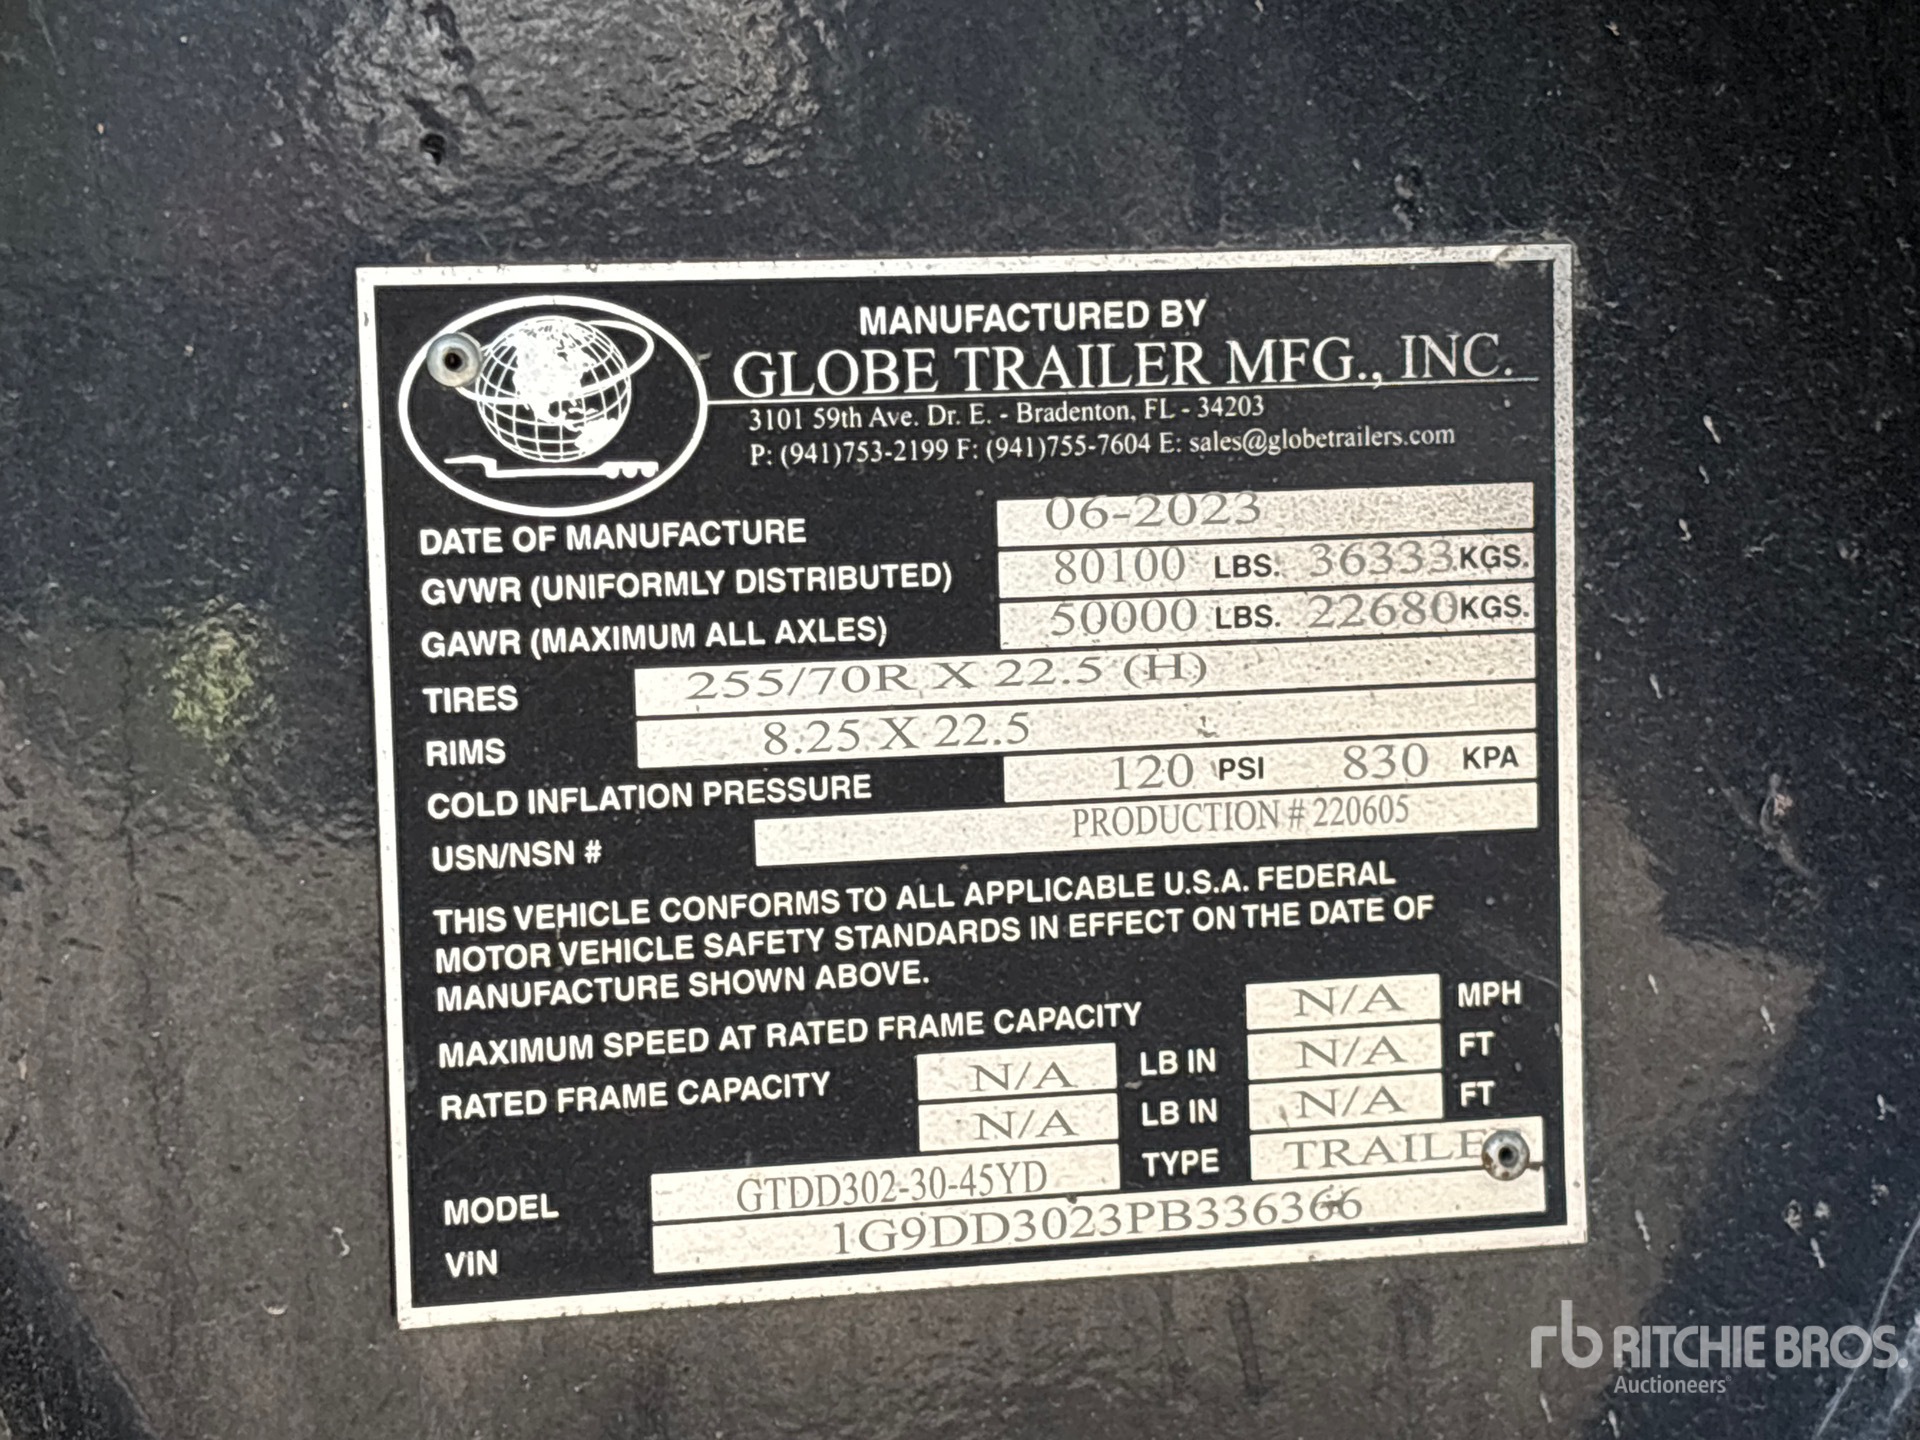 MANUFACTURED BY
GLOBE TRAILER MFG., INC.
3101 59th Ave. Dr. E. - Bradenton, FL - 34203
P: (941)753-2199 F: (941)755-7604 E: sales@globetrailers.com
DATE OF MANUFACTURE 06-2023
GVWR (UNIFORMLY DISTRIBUTED) 80100 LBS. 36333 KGS.
GAWR (MAXIMUM ALL AXLES) 50000 LBS. 22680 KGS.
TIRES 255/70R X 22.5 (H)
RIMS 8.25 X 22.5
COLD INFLATION PRESSURE 120 PSI 830 KPA
USN/NSN # PRODUCTION # 220605
THIS VEHICLE CONFORMS TO ALL APPLICABLE U.S.A. FEDERAL
MOTOR VEHICLE SAFETY STANDARDS IN EFFECT ON THE DATE OF
MANUFACTURE SHOWN ABOVE.
MAXIMUM SPEED AT RATED FRAME CAPACITY N/A MPH
RATED FRAME CAPACITY N/A LB IN N/A FT
N/A LB IN N/A FT
MODEL GTDD302-30-45YD TYPE TRAILER
VIN 1G9DD3023PB336366
rb RITCHIE BROS.
Auctioneers